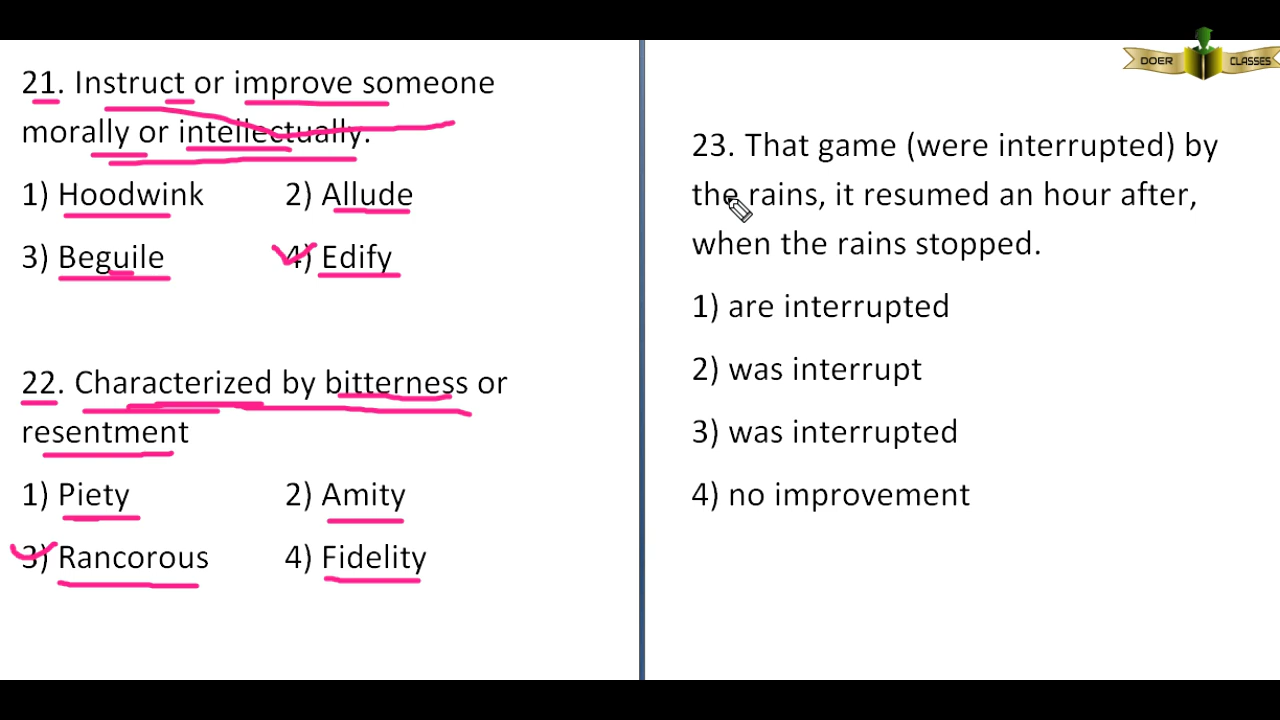 21. Instruct or improve someone
morally or intellectually.
1) Hoodwink 2) Allude
3) Beguile 4) Edify
22. Characterized by bitterness or
resentment
1) Piety 2) Amity
3) Rancorous 4) Fidelity
DOER CLASSES
23. That game (were interrupted) by
the rains, it resumed an hour after,
when the rains stopped.
1) are interrupted
2) was interrupt
3) was interrupted
4) no improvement